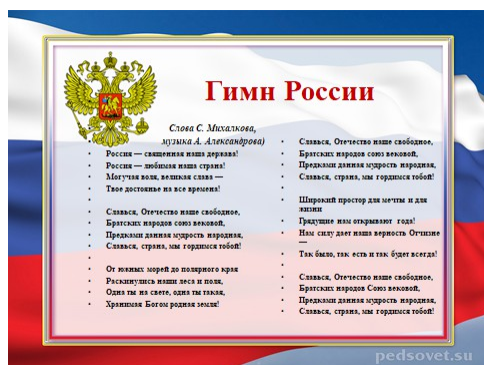 Гимн России
Слова С. Михалкова,
музыка А. Александрова)
Россия — священная наша держава!
Россия — любимая наша страна!
Могучая воля, великая слава —
Твое достоянье на все времена!
Славься, Отечество наше свободное,
Братских народов союз вековой,
Предками данная мудрость народная,
Славься, страна, мы гордимся тобой!
От южных морей до полярного края
Раскинулись наши леса и поля,
Одна ты на свете, одна ты такая,
Хранимая Богом родная земля!
Славься, Отечество наше свободное,
Братских народов союз вековой,
Предками данная мудрость народная,
Славься, страна, мы гордимся тобой!
Широкий простор для мечты и для
жизни
Грядущие нам открывают года!
Нам силу дает наша верность Отчизне
—
Так было, так есть и так будет всегда!
Славься, Отечество наше свободное,
Братских народов Союз вековой,
Предками данная мудрость народная,
Славься, страна, мы гордимся тобой!
pedsovet.su